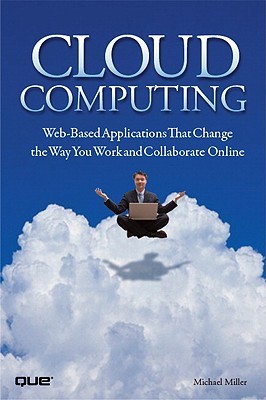 CLOUD
COMPUTING
Web-Based Applications That Change
the Way You Work and Collaborate Online
Michael Miller
QUE®